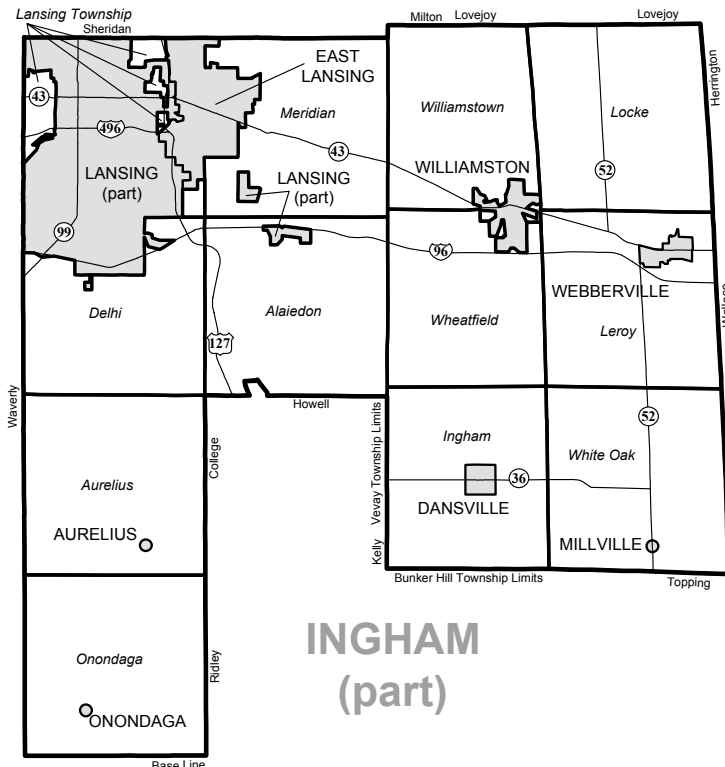 Lansing Township
Sheridan
Milton
Lovejoy
Lovejoy
EAST
LANSING
Herrington
43
Meridian
Williamstown
Locke
496
43
52
LANSING
(part)
LANSING
(part)
WILLIAMSTON
99
96
WEBBERVILLE
Delhi
Alaiedon
Wheatfield
Leroy
Wallace
127
Waverly
Howell
52
College
Kelly
Vevay Township Limits
Ingham
White Oak
Aurelius
36
DANSVILLE
AURELIUS
MILLVILLE
Bunker Hill Township Limits
Topping
INGHAM
(part)
Onondaga
Ridley
ONONDAGA
Base Line